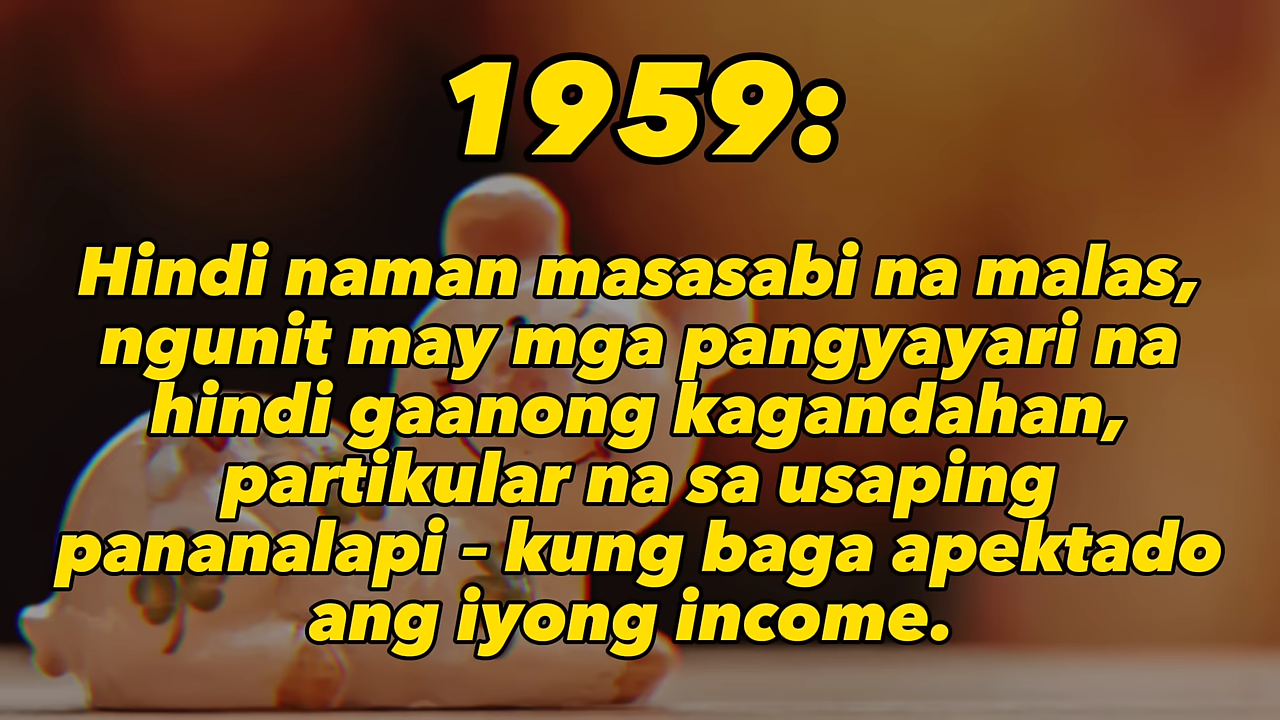 1959:
Hindi naman masasabi na malas,
ngunit may mga pangyayari na
hindi gaanong kagandahan,
partikular na sa usaping
pananalapi - kung baga apektado
ang iyong income.